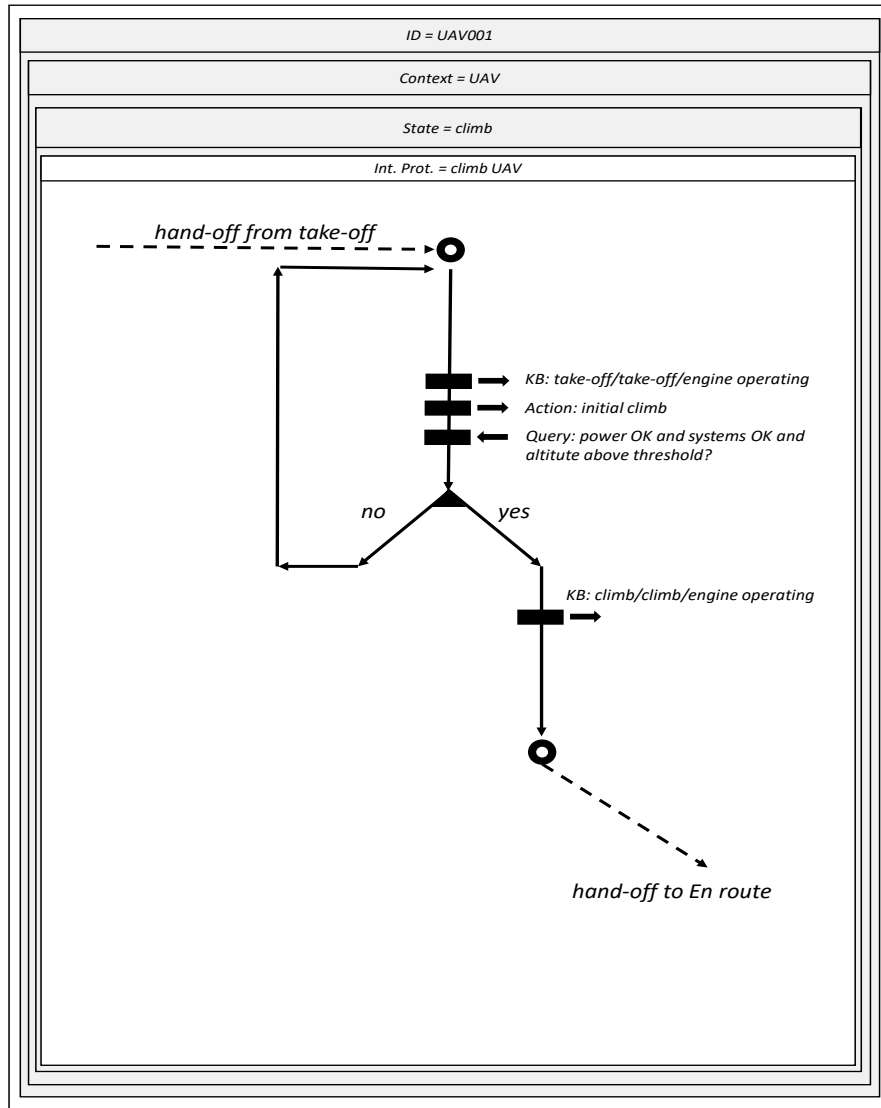 ID = UAV001
Context = UAV
State = climb
Int. Prot. = climb UAV
hand-off from take-off
KB: take-off/take-off/engine operating
Action: initial climb
Query: power OK and systems OK and
altitute above threshold?
no
yes
KB: climb/climb/engine operating
hand-off to En route